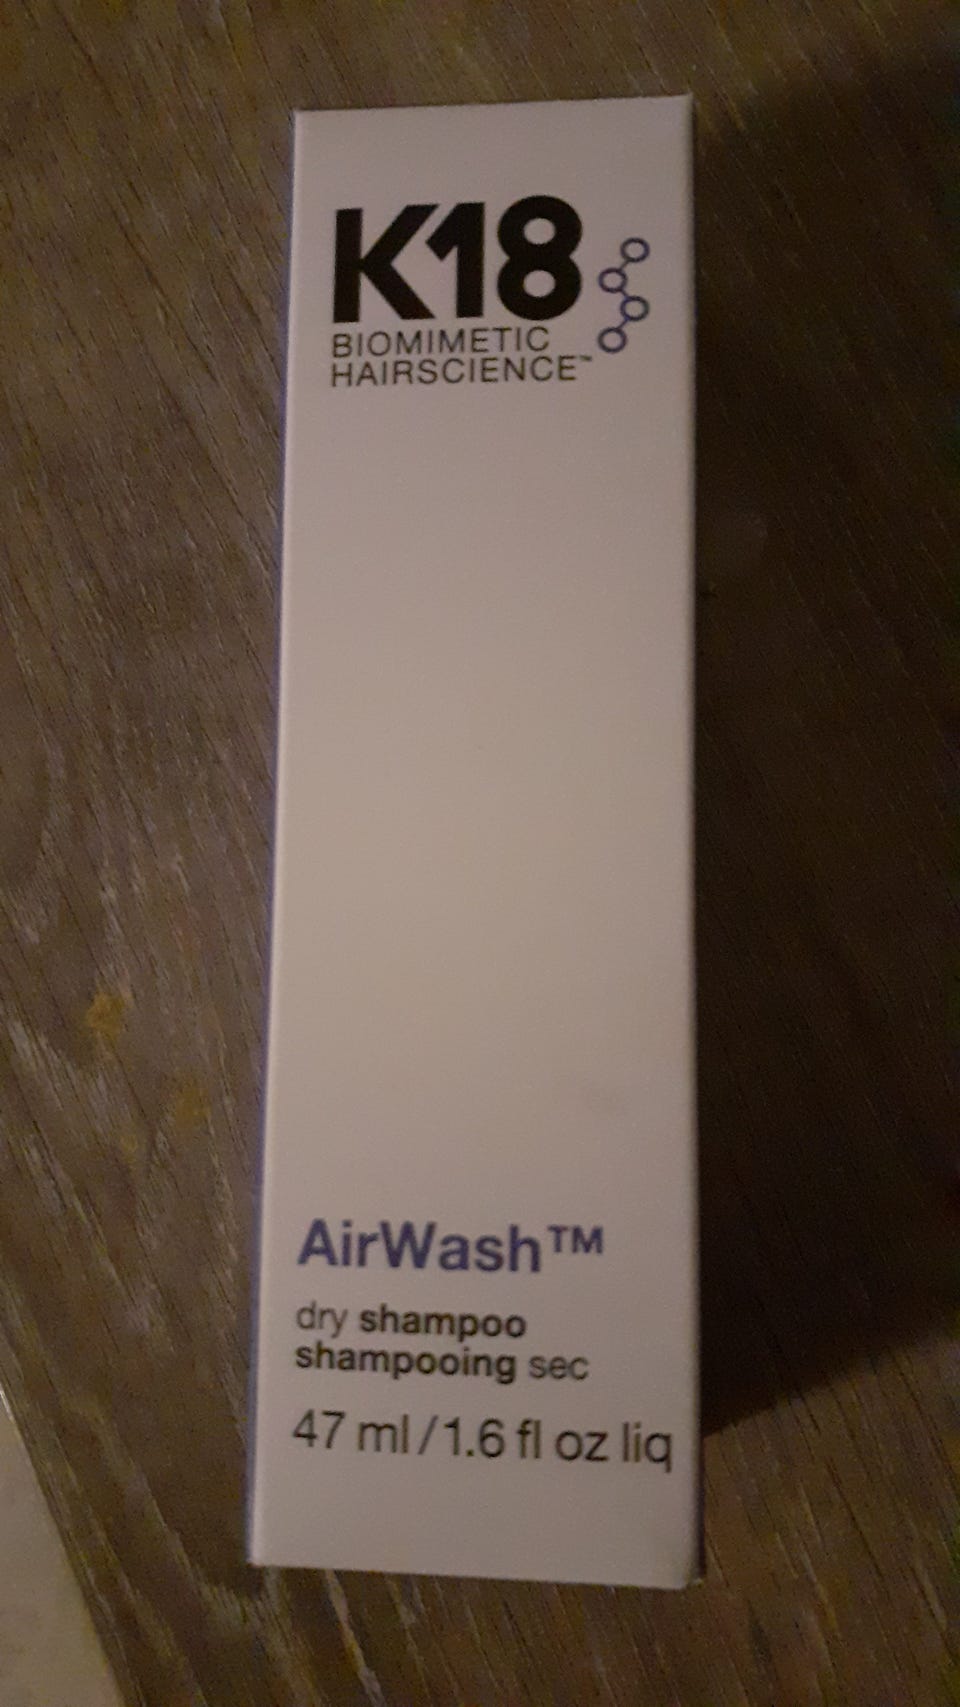 K18
BIOMIMETIC
HAIRSCIENCE™
AirWash™
dry shampoo
shampooing sec
47 ml/1.6 fl oz liq